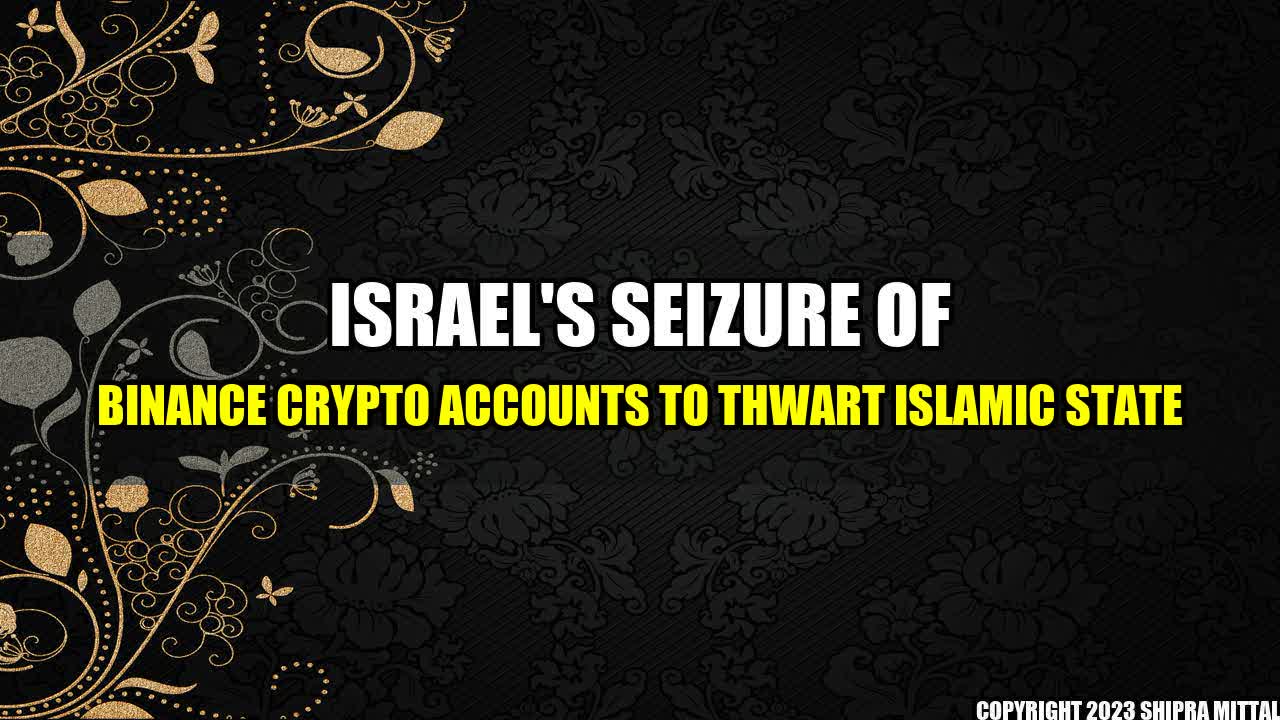 ISRAEL'S SEIZURE OF
BINANCE CRYPTO ACCOUNTS TO THWART ISLAMIC STATE
COPYRIGHT 2023 SHIPRA MITTAL